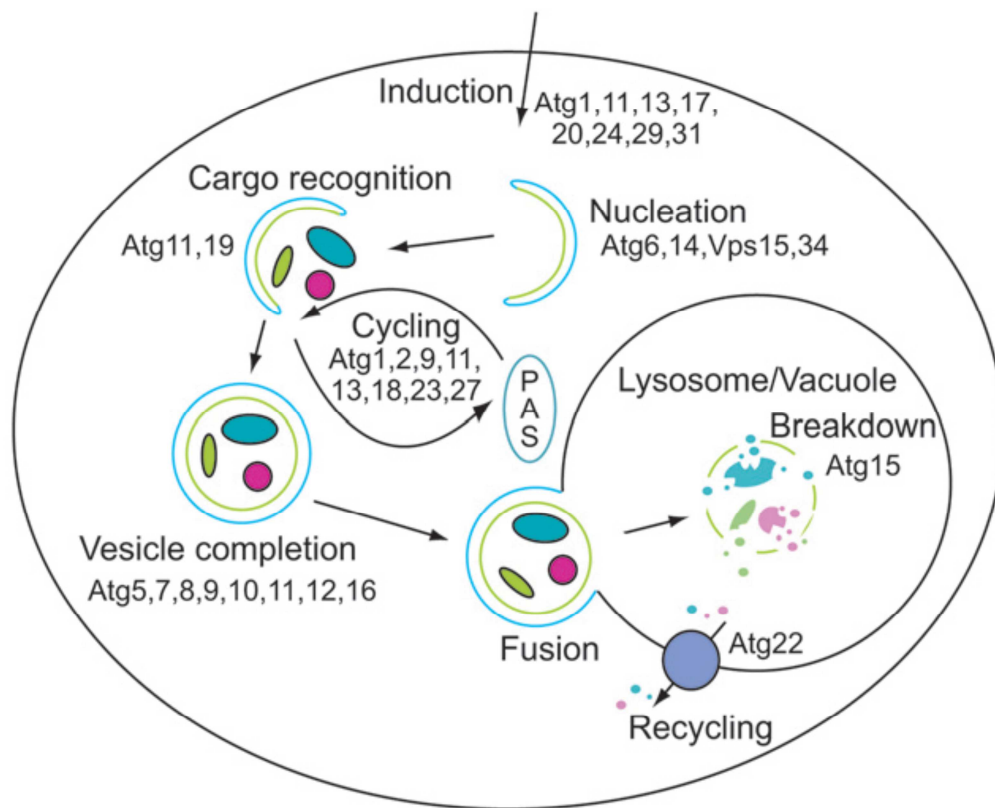 Induction
Atg1,11,13,17,
20,24,29,31
Cargo recognition
Atg11,19
Nucleation
Atg6,14,Vps15,34
Cycling
Atg1,2,9,11,
13,18,23,27
P
A
S
Lysosome/Vacuole
Breakdown
Atg15
Vesicle completion
Atg5,7,8,9,10,11,12,16
Fusion
Atg22
Recycling